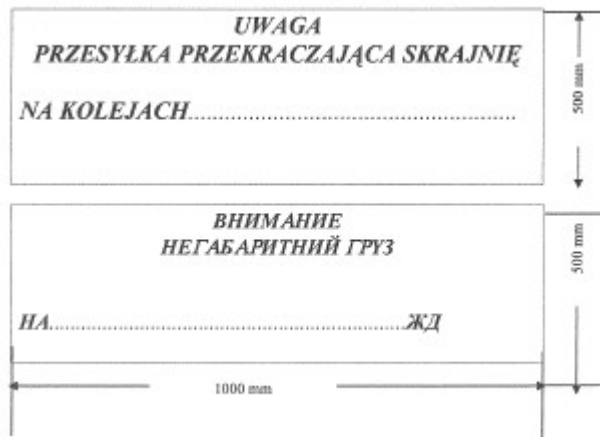 UWAGA
PRZESYŁKA PRZEKRACZAJĄCA SKRAJNIĘ
NA KOLEJACH......................................................
500 mm
ВНИМАНИЕ
НЕГАБАРИТНИЙ ГРУЗ
НА...............................................................ЖД
500 mm
1000 mm